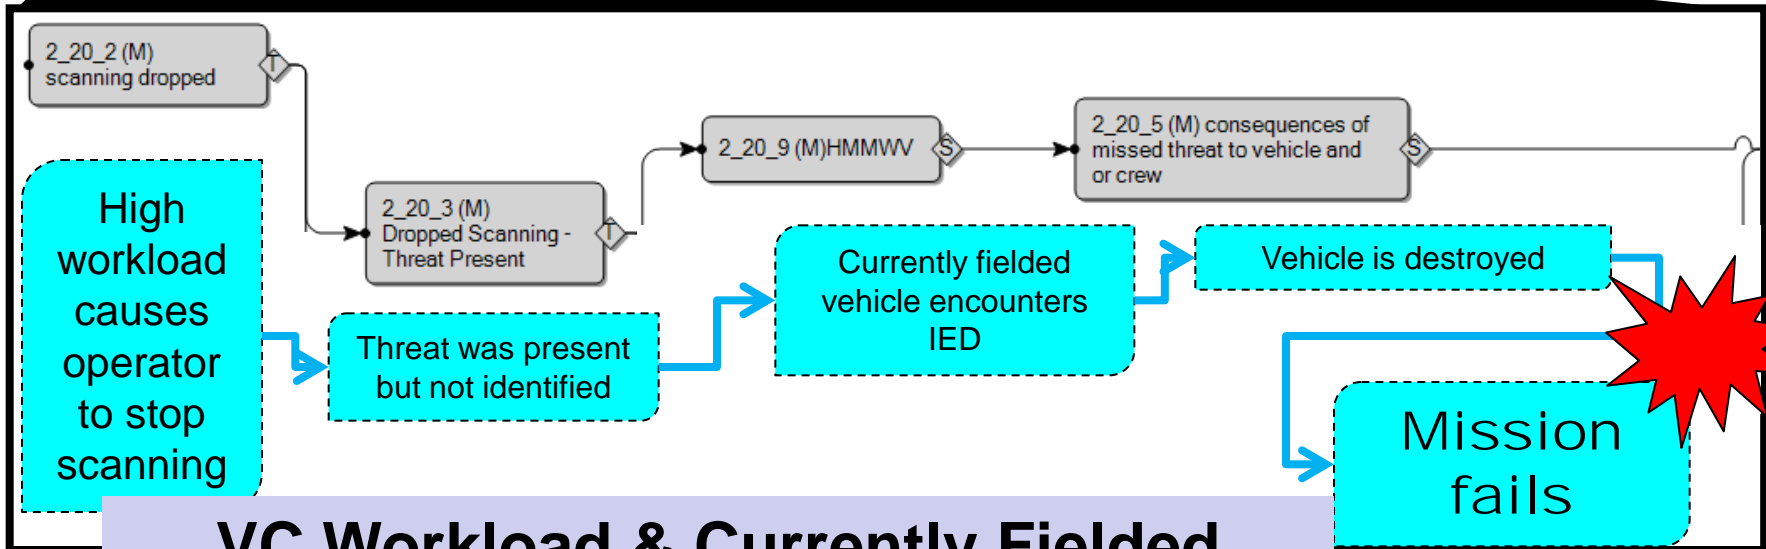 2_20_2 (M)
scanning dropped
T
2_20_3 (M)
Dropped Scanning -
Threat Present
T
2_20_9 (M)HMMWV
S
2_20_5 (M) consequences of
missed threat to vehicle and
or crew
S
High
workload
causes
operator
to stop
scanning
Threat was present
but not identified
Currently fielded
vehicle encounters
IED
Vehicle is destroyed
Mission
fails
VC Workload & Currently Fielded